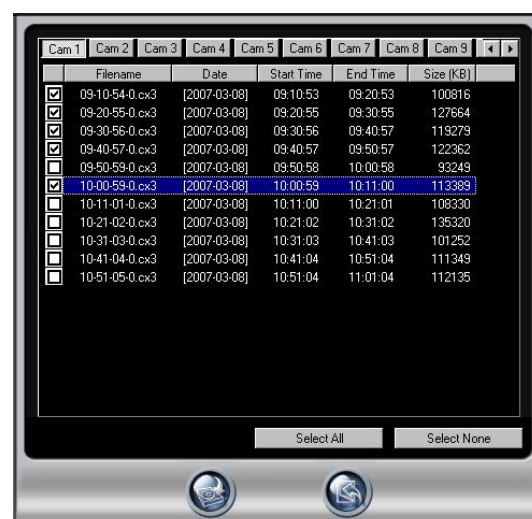 Cam 1 Cam 2 Cam 3 Cam 4 Cam 5 Cam 6 Cam 7 Cam 8 Cam 9
Filename Date Start Time End Time Size (KB)
09-10-54-0.cx3 [2007-03-08] 09:10:53 09:20:53 100816
09-20-55-0.cx3 [2007-03-08] 09:20:55 09:30:55 127664
09-30-56-0.cx3 [2007-03-08] 09:30:56 09:40:57 119279
09-40-57-0.cx3 [2007-03-08] 09:40:57 09:50:57 122362
09-50-59-0.cx3 [2007-03-08] 09:50:58 10:00:58 93249
10-00-59-0.cx3 [2007-03-08] 10:00:59 10:11:00 113389
10-11-01-0.cx3 [2007-03-08] 10:11:00 10:21:01 108330
10-21-02-0.cx3 [2007-03-08] 10:21:02 10:31:02 135320
10-31-03-0.cx3 [2007-03-08] 10:31:03 10:41:03 101252
10-41-04-0.cx3 [2007-03-08] 10:41:04 10:51:04 111349
10-51-05-0.cx3 [2007-03-08] 10:51:04 11:01:04 112135
Select All Select None